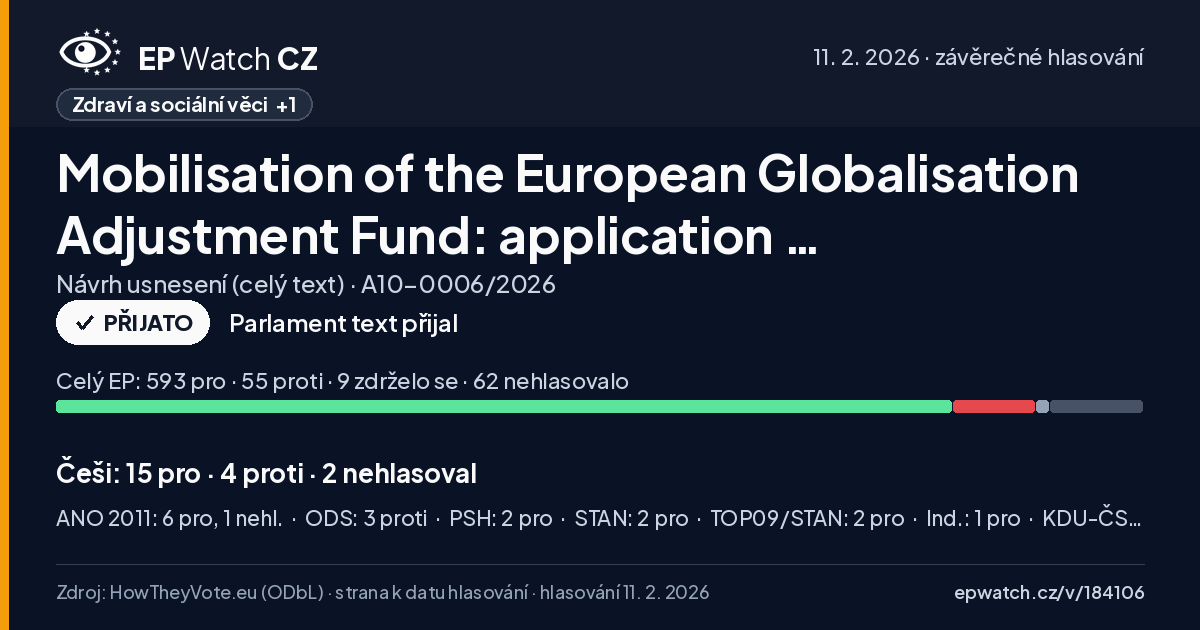 EP Watch CZ
11. 2. 2026 · závěrečné hlasování
Zdraví a sociální věci +1
Mobilisation of the European Globalisation
Adjustment Fund: application …
Návrh usnesení (celý text) · A10-0006/2026
✓ PŘIJATO Parlament text přijal
Celý EP: 593 pro · 55 proti · 9 zdrželo se · 62 nehlasovalo
Češi: 15 pro · 4 proti · 2 nehlasoval
ANO 2011: 6 pro, 1 nehl. · ODS: 3 proti · PSH: 2 pro · STAN: 2 pro · TOP09/STAN: 2 pro · Ind.: 1 pro · KDU-ČS…
Zdroj: HowTheyVote.eu (ODbL) · strana k datu hlasování · hlasování 11. 2. 2026
epwatch.cz/v/184106